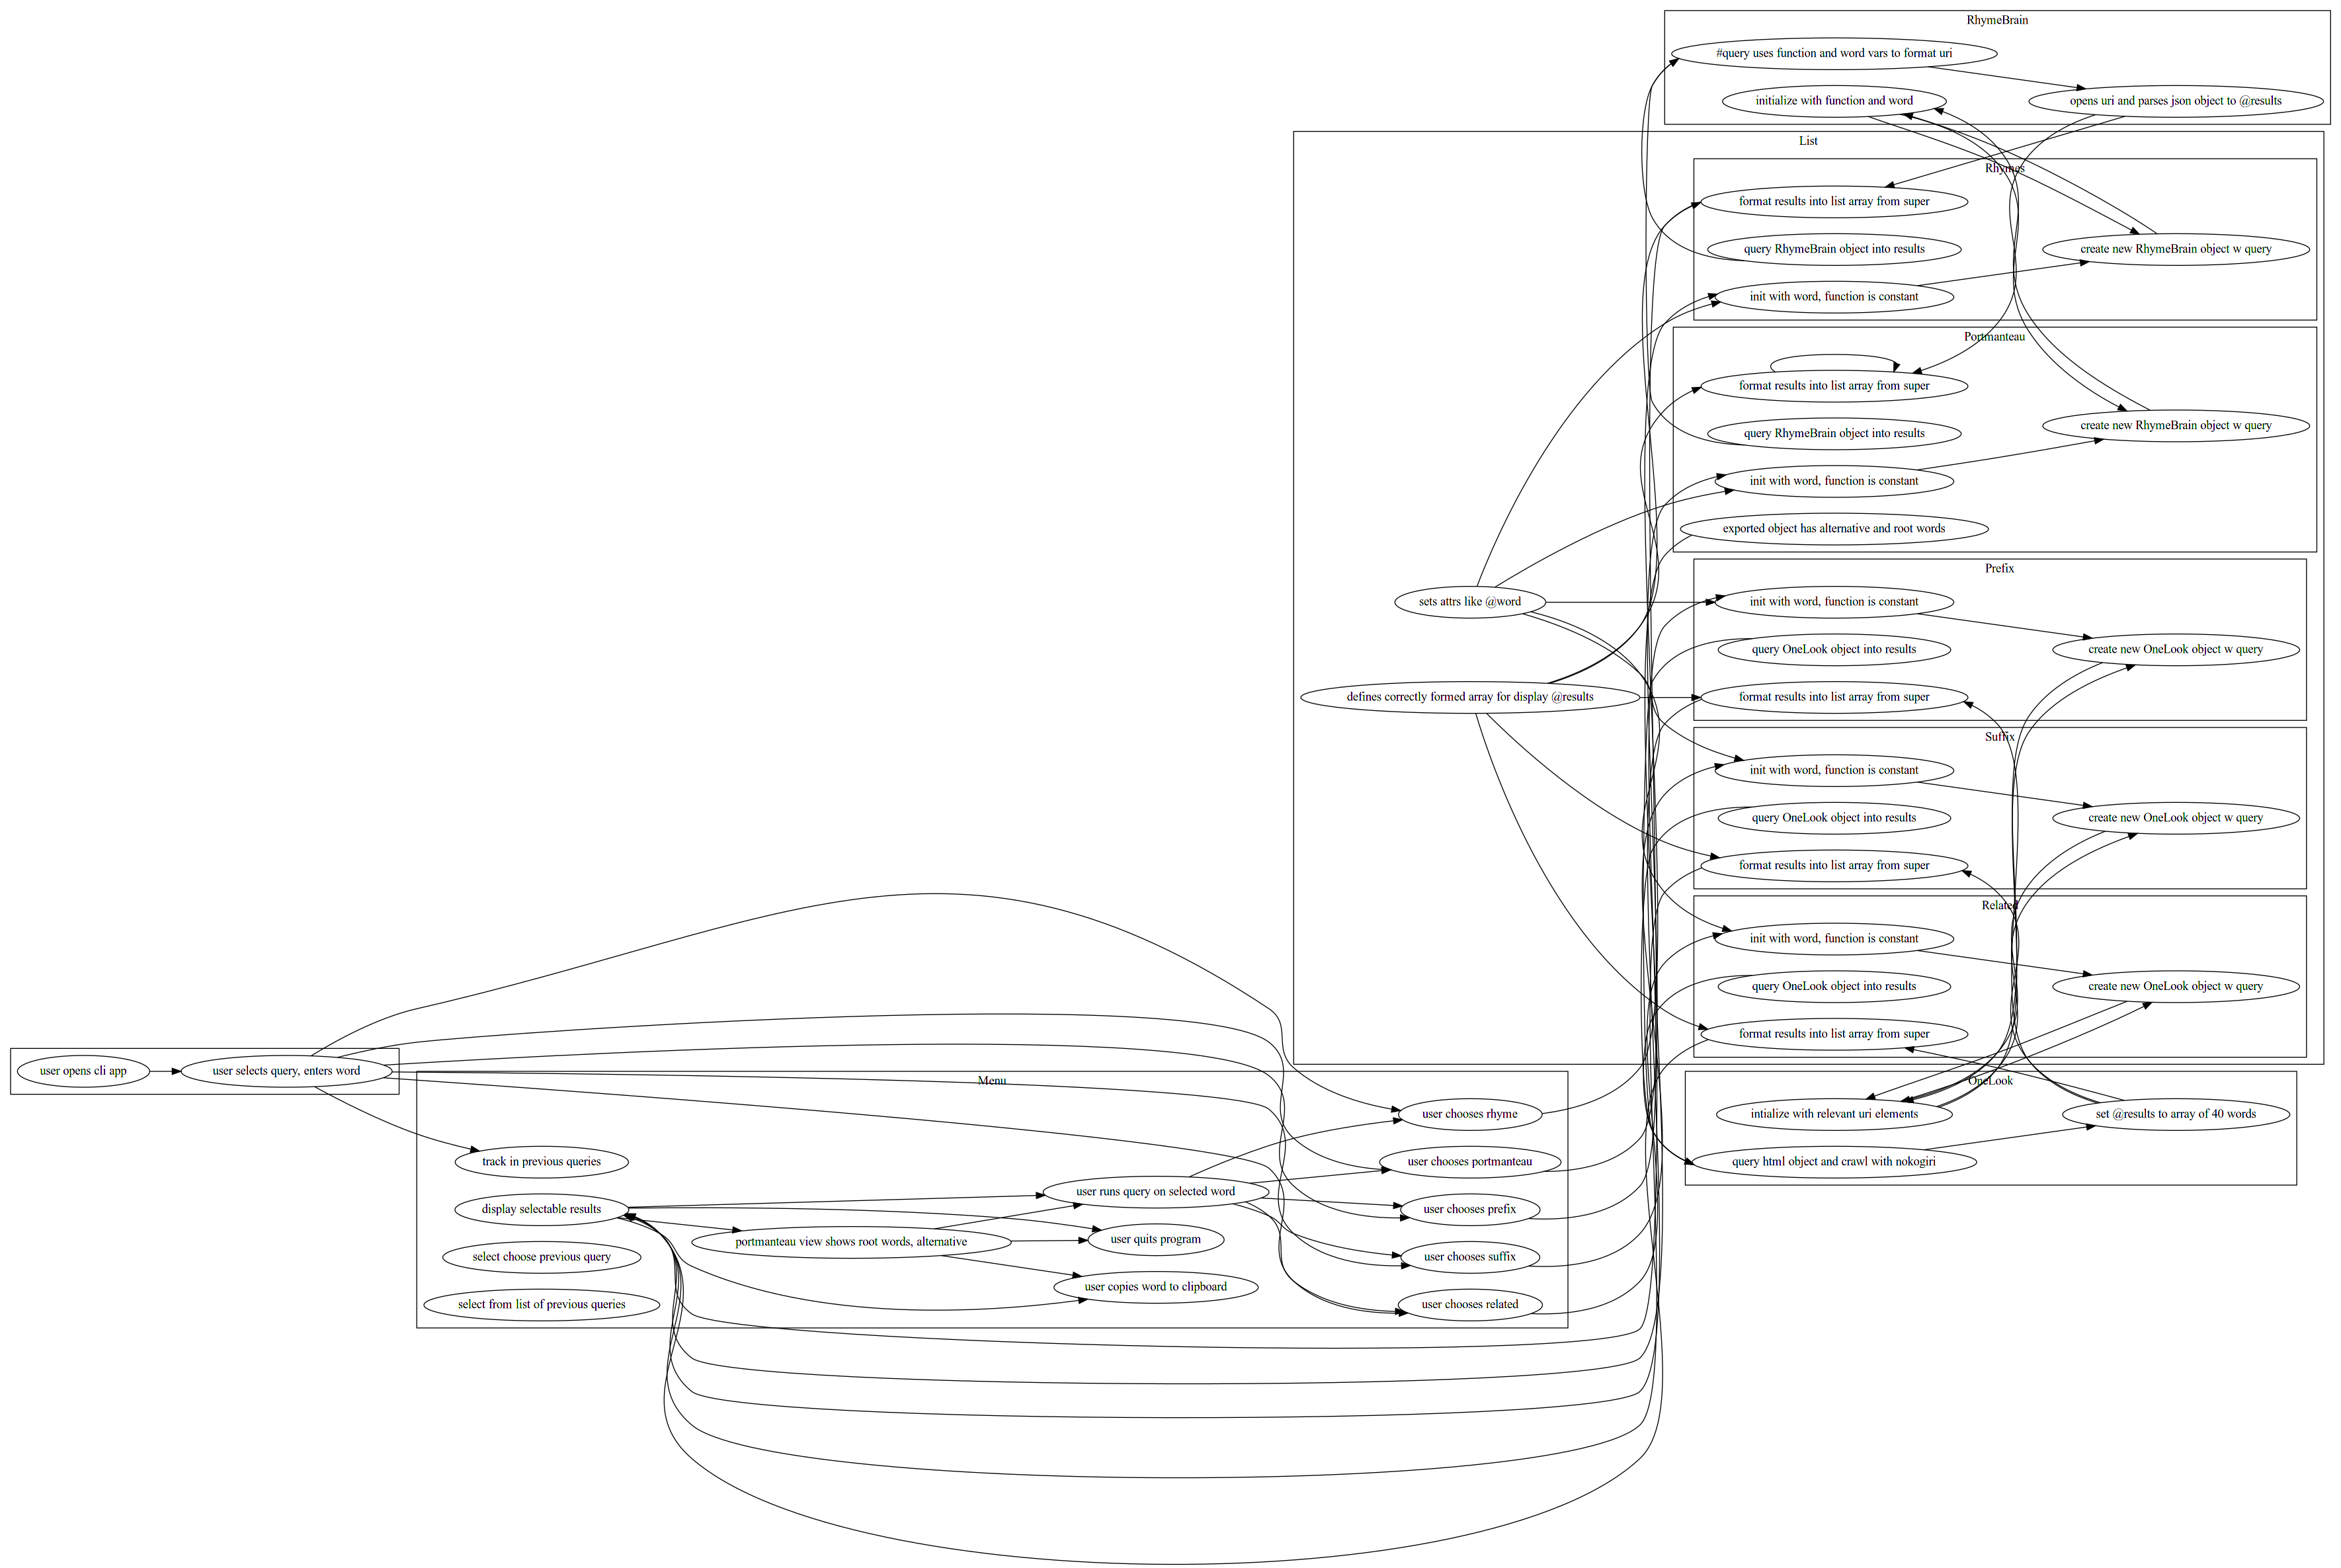 RhymeBrain
#query uses function and word vars to format uri
initialize with function and word
opens uri and parses json object to @results
List
Rhymes
format results into list array from super
query RhymeBrain object into results
create new RhymeBrain object w query
init with word, function is constant
Portmanteau
format results into list array from super
query RhymeBrain object into results
create new RhymeBrain object w query
init with word, function is constant
exported object has alternative and root words
sets attrs like @word
defines correctly formed array for display @results
Prefix
init with word, function is constant
query OneLook object into results
create new OneLook object w query
format results into list array from super
Suffix
init with word, function is constant
query OneLook object into results
create new OneLook object w query
format results into list array from super
Related
init with word, function is constant
query OneLook object into results
create new OneLook object w query
format results into list array from super
OneLook
intialize with relevant uri elements
set @results to array of 40 words
query html object and crawl with nokogiri
user opens cli app
user selects query, enters word
Menu
track in previous queries
display selectable results
select choose previous query
select from list of previous queries
portmanteau view shows root words, alternative
user runs query on selected word
user quits program
user copies word to clipboard
user chooses rhyme
user chooses portmanteau
user chooses prefix
user chooses suffix
user chooses related